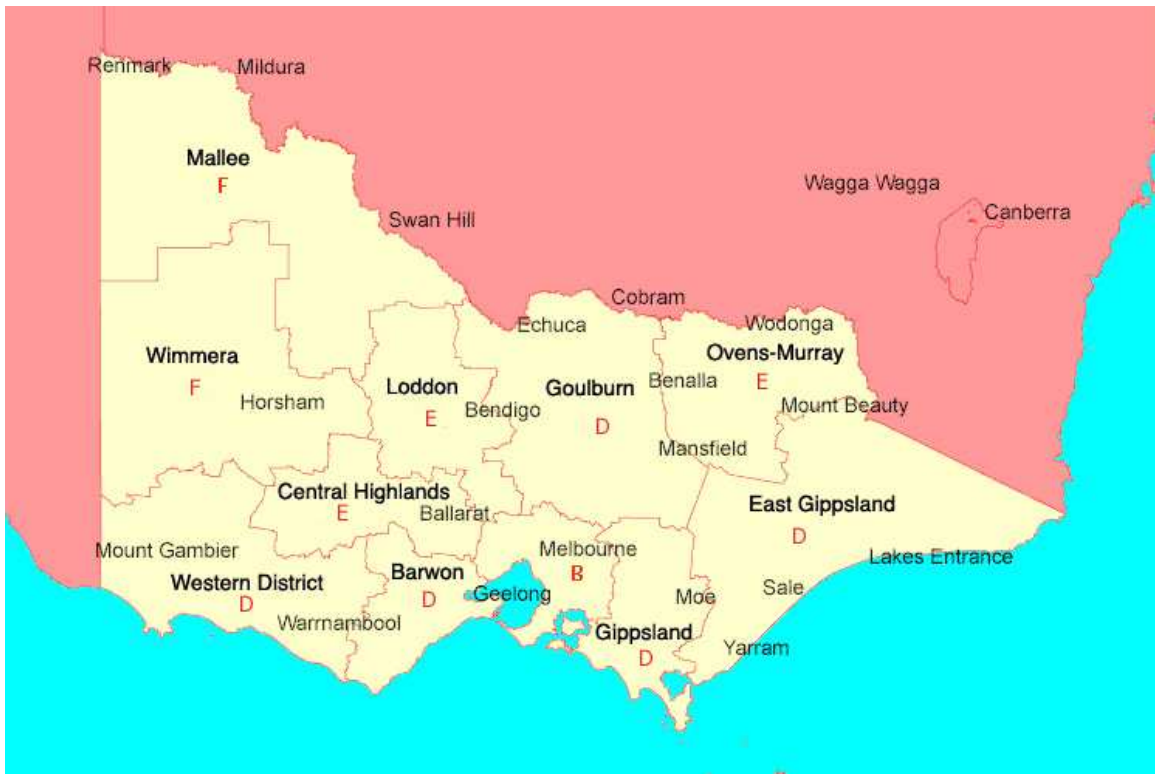 Renmark
Mildura
Mallee
F
Wagga Wagga
Canberra
Swan Hill
Cobram
Echuca
Wodonga
Wimmera
F
Ovens-Murray
E
Loddon
E
Goulburn
D
Benalla
Horsham
Bendigo
Mount Beauty
Mansfield
Central Highlands
E
Ballarat
East Gippsland
D
Mount Gambier
Melbourne
B
Lakes Entrance
Western District
D
Barwon
D
Geelong
Moe
Sale
Warrnambool
Gippsland
D
Yarram